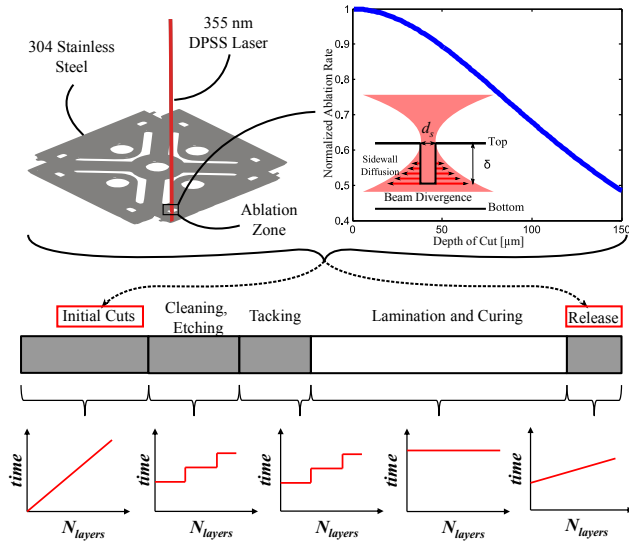 304 Stainless
Steel
355 nm
DPSS Laser
Ablation
Zone
Normalized Ablation Rate
1
0.9
0.8
0.7
0.6
0.5
0.4
0
50
100
150
Depth of Cut [µm]
d_s
Top
Sidewall
Diffusion
δ
Beam Divergence
Bottom
Initial Cuts
Cleaning,
Etching
Tacking
Lamination and Curing
Release
time
N_layers
time
N_layers
time
N_layers
time
N_layers
time
N_layers